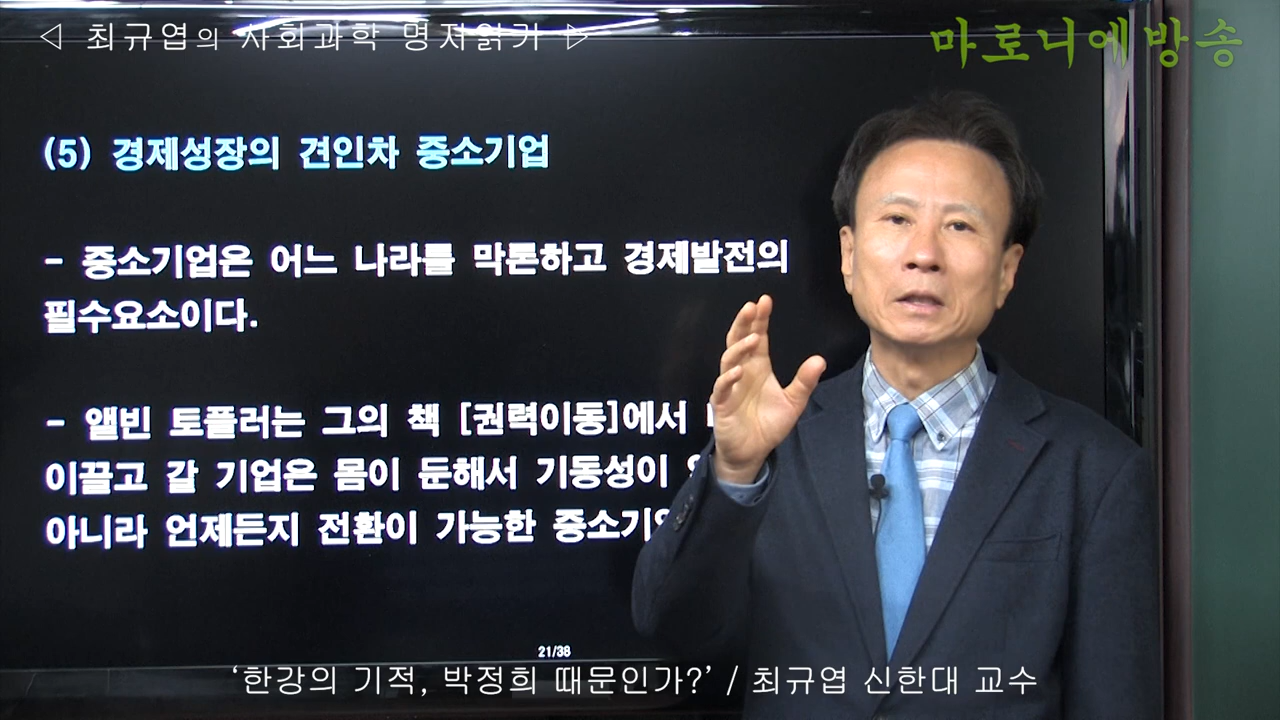 ◁ 최규엽의 사회과학 명저읽기 ▷
마로니에방송
(5) 경제성장의 견인차 중소기업
- 중소기업은 어느 나라를 막론하고 경제발전의
필수요소이다.
- 앨빈 토플러는 그의 책 [권력이동]에서
이끌고 갈 기업은 몸이 둔해서 기동성이
아니라 언제든지 전환이 가능한 중소기업
21/38
‘한강의 기적, 박정희 때문인가?’ / 최규엽 신한대 교수